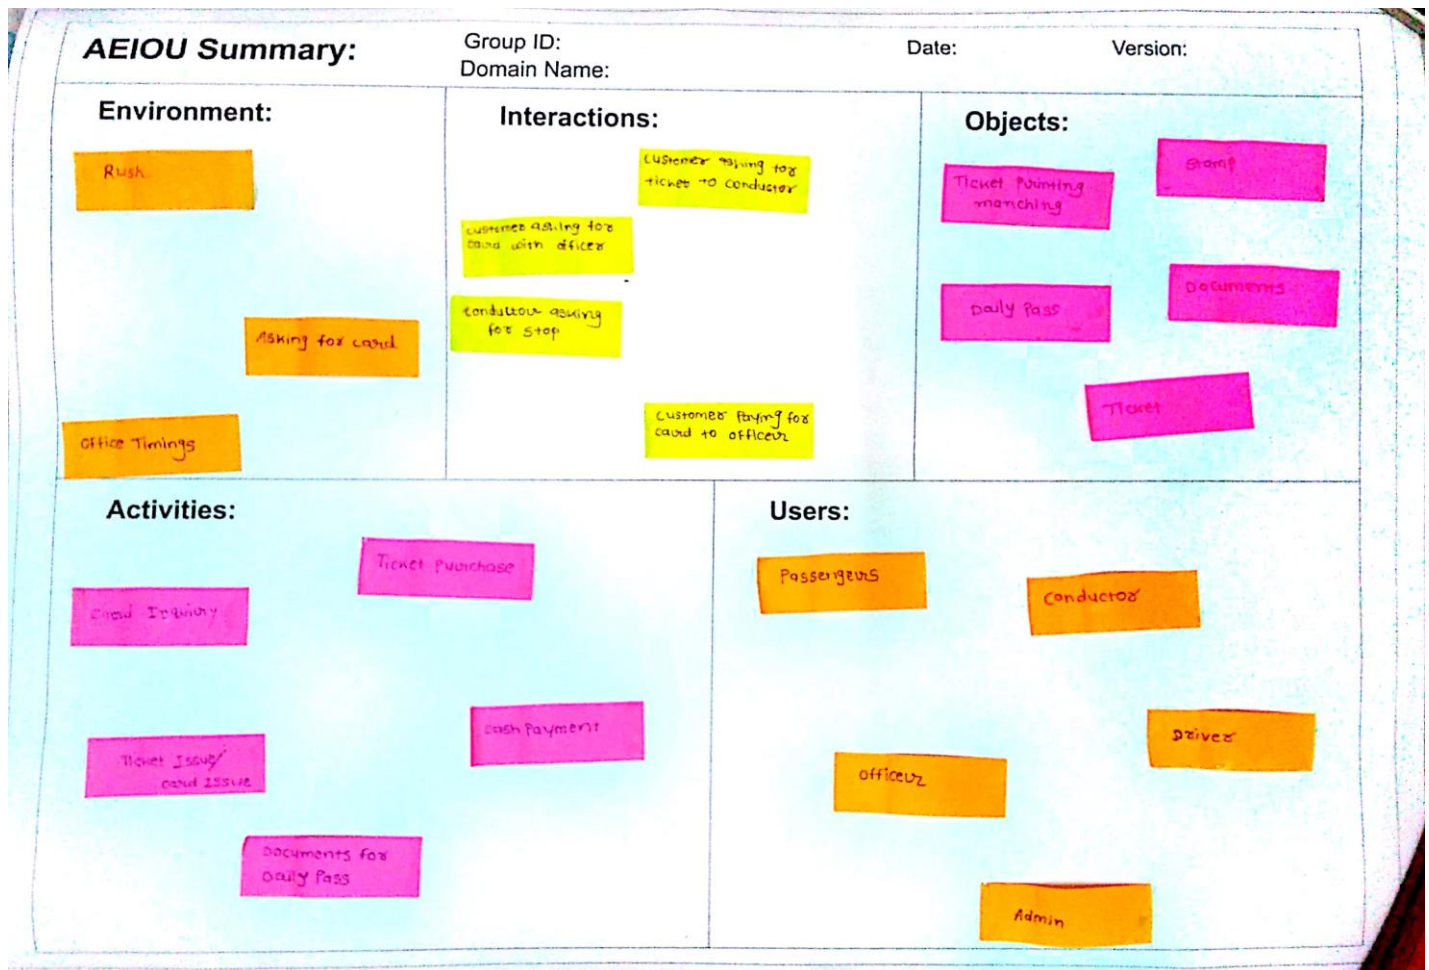 AEIOU Summary:
Group ID:
Domain Name:
Date:
Version:
Environment:
Rush
Asking for card
Office Timings
Interactions:
customer asking for
ticket to conductor
customer asking for
card with officer
conductor asking
for stop
customer Paying for
card to officer
Objects:
Ticket Printing
manching
Stamp
Daily Pass
Documents
Ticket
Activities:
Ticket Purchase
Card Inquiry
Cash Payment
Ticket Issue/
card Issue
Documents for
Daily Pass
Users:
Passengers
Conductor
Driver
officer
Admin